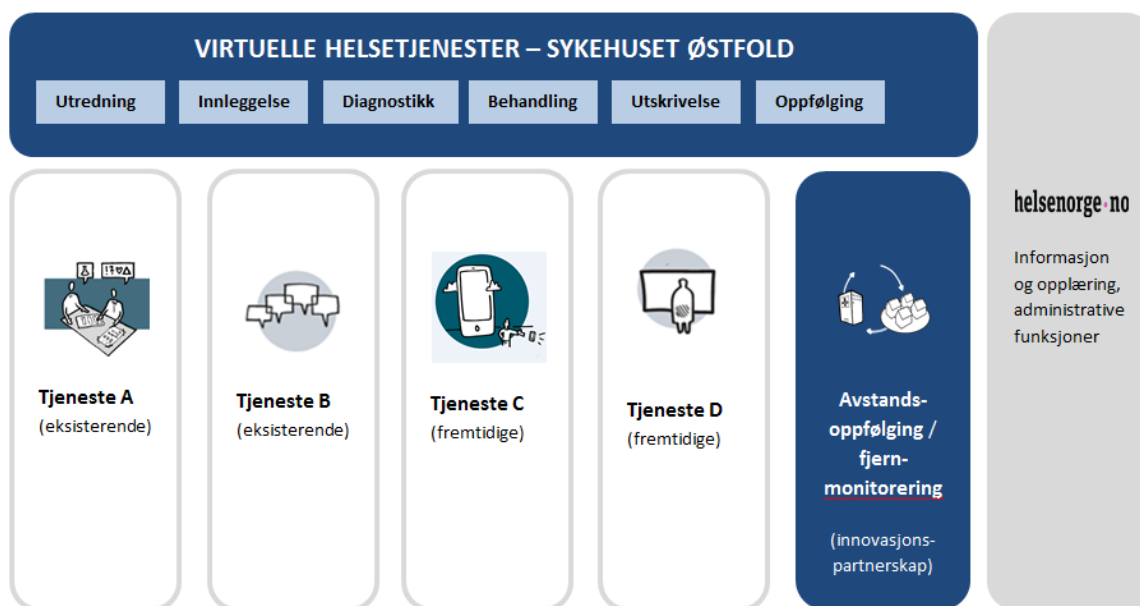 VIRTUELLE HELSETJENESTER – SYKEHUSET ØSTFOLD
Utredning
Innleggelse
Diagnostikk
Behandling
Utskrivelse
Oppfølging
Tjeneste A
(eksisterende)
Tjeneste B
(eksisterende)
Tjeneste C
(fremtidige)
Tjeneste D
(fremtidige)
Avstands-
oppfølging /
fjern-
monitorering
(innovasjons-
partnerskap)
helsenorge·no
Informasjon
og opplæring,
administrative
funksjoner